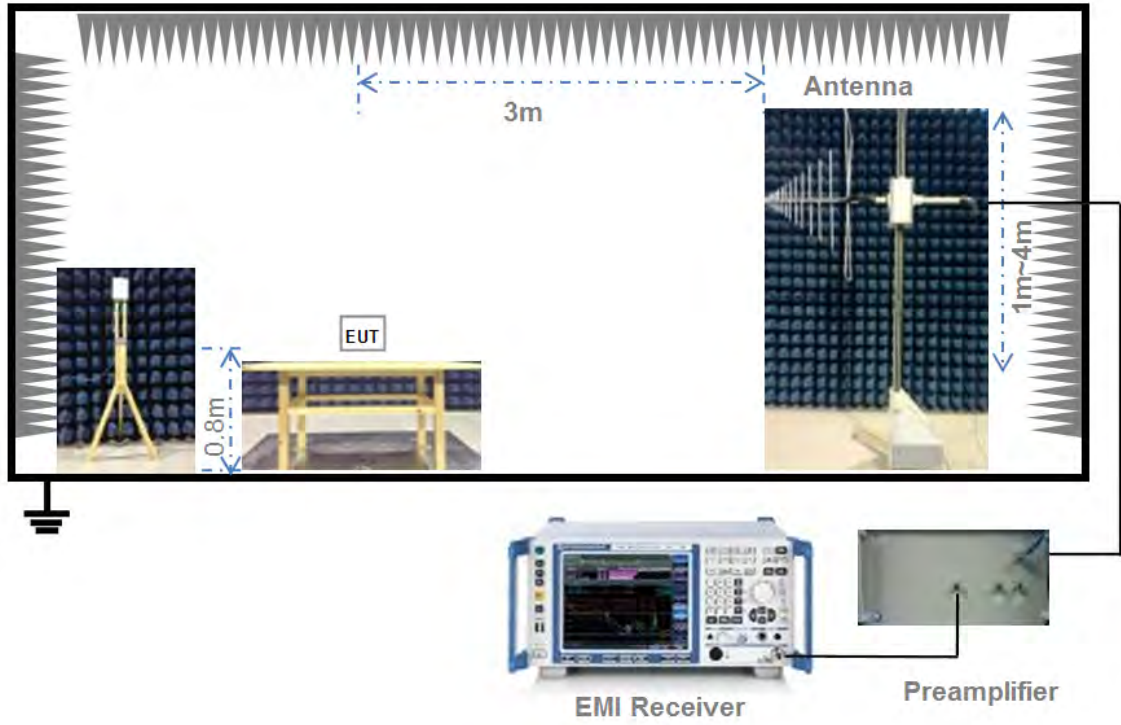 Antenna
3m
1m~4m
EUT
0.8m
EMI Receiver
Preamplifier